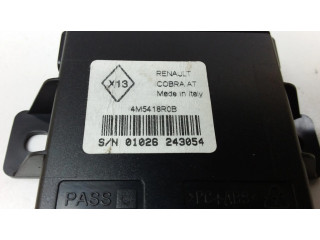 X13
RENAULT
COBRA AT
Made in Italy
4M5418R0B
S/N 01026 243054
PASS C